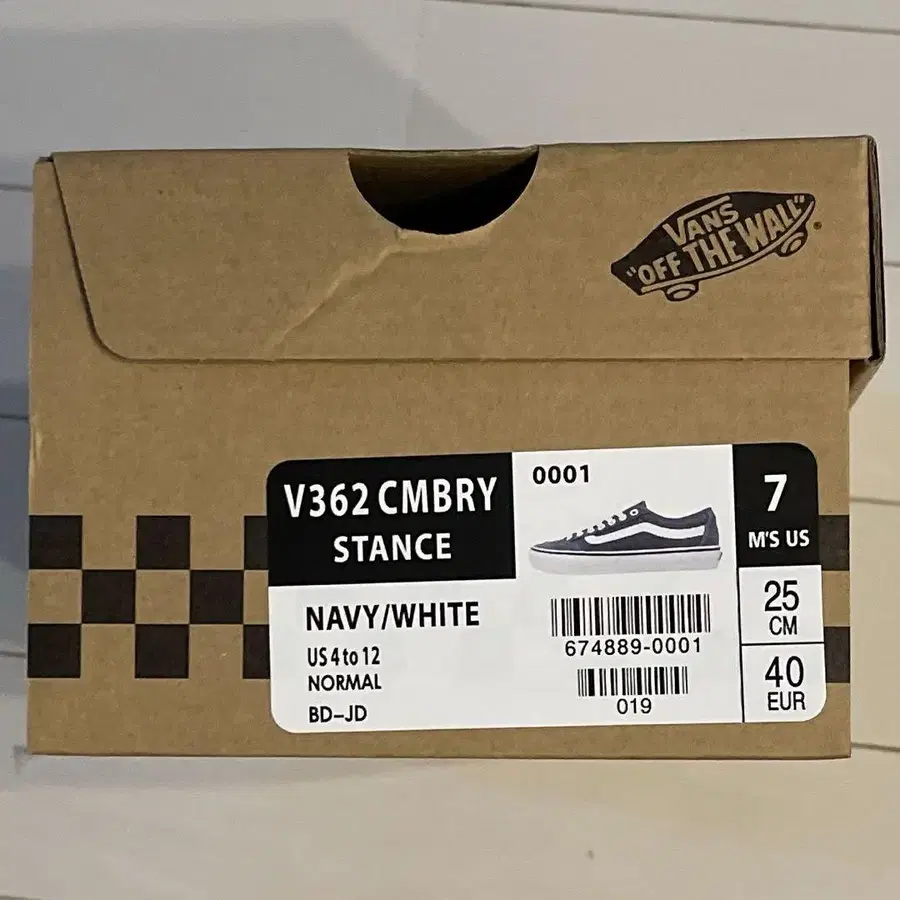 VANS
"OFF THE WALL"
V362 CMBRY
STANCE
0001
7
M'S US
NAVY/WHITE
US 4 to 12
NORMAL
BD-JD
674889-0001
019
25
CM
40
EUR